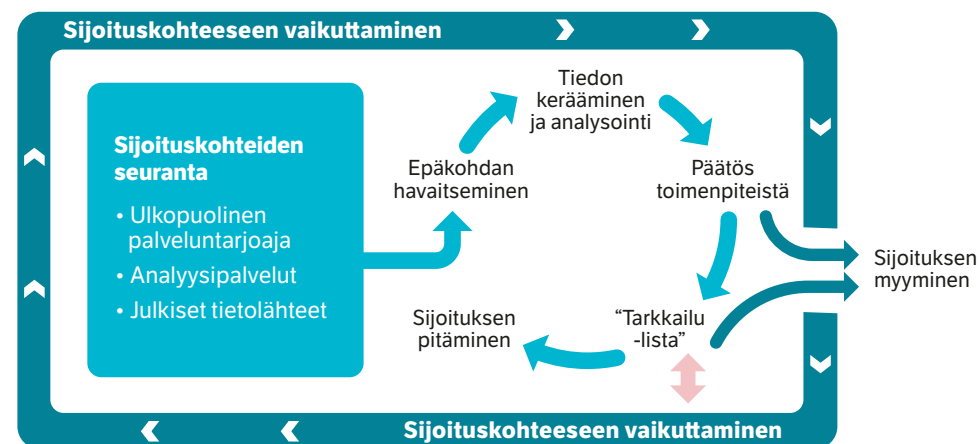 Sijoituskohteeseen vaikuttaminen
Sijoituskohteiden
seuranta
• Ulkopuolinen
palveluntarjoaja
• Analyysipalvelut
• Julkiset tietolähteet
Epäkohdan
havaitseminen
Tiedon
kerääminen
ja analysointi
Päätös
toimenpiteistä
Sijoituksen
myyminen
“Tarkkailu
-lista”
Sijoituksen
pitäminen
Sijoituskohteeseen vaikuttaminen